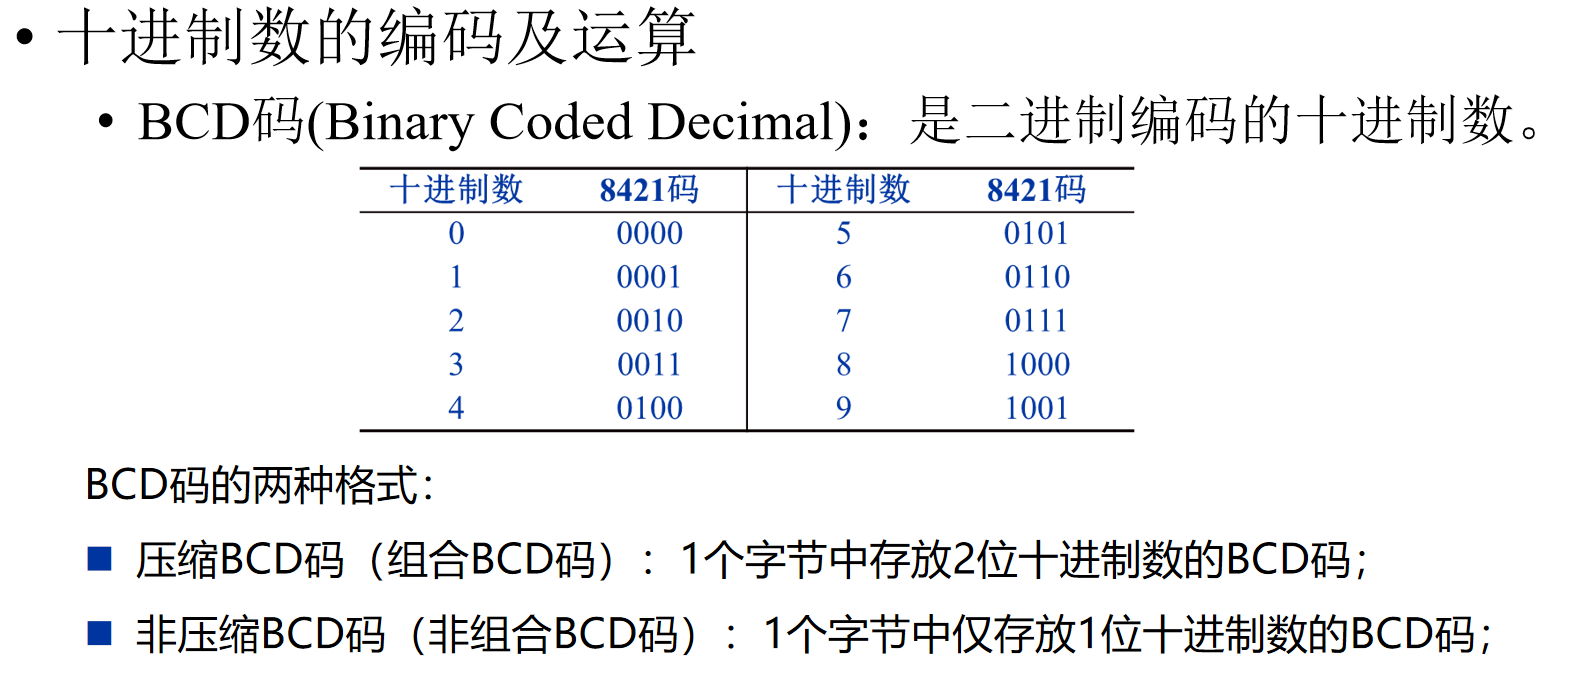 • 十进制数的编码及运算
• BCD码(Binary Coded Decimal)：是二进制编码的十进制数。
十进制数 8421码 十进制数 8421码
0 0000 5 0101
1 0001 6 0110
2 0010 7 0111
3 0011 8 1000
4 0100 9 1001
BCD码的两种格式：
■ 压缩BCD码（组合BCD码）：1个字节中存放2位十进制数的BCD码；
■ 非压缩BCD码（非组合BCD码）：1个字节中仅存放1位十进制数的BCD码；